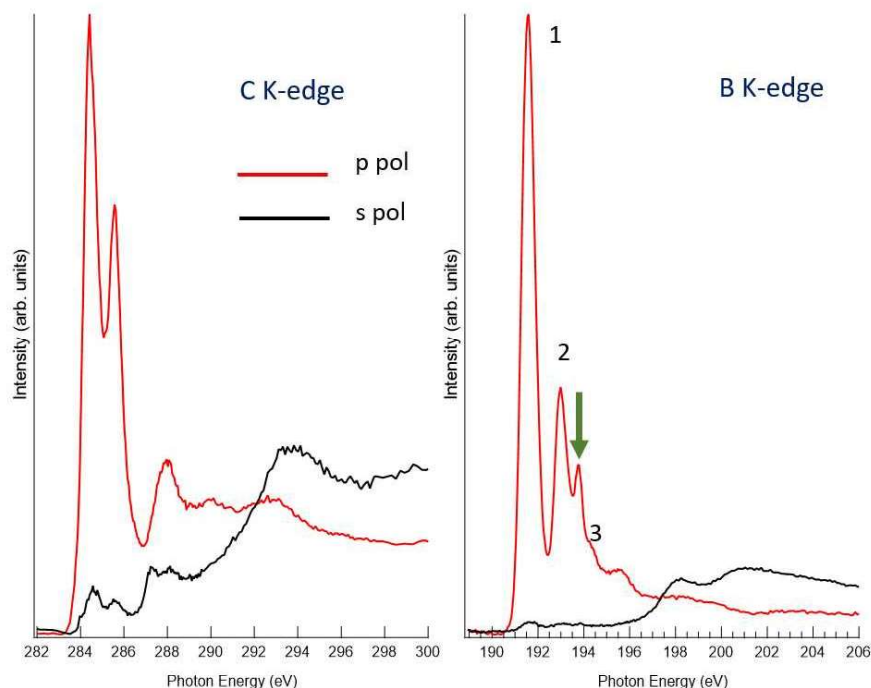 C K-edge
p pol
s pol
Intensity (arb. units)
282 284 286 288 290 292 294 296 298 300
Photon Energy (eV)
B K-edge
1
2
3
Intensity (arb. units)
190 192 194 196 198 200 202 204 206
Photon Energy (eV)